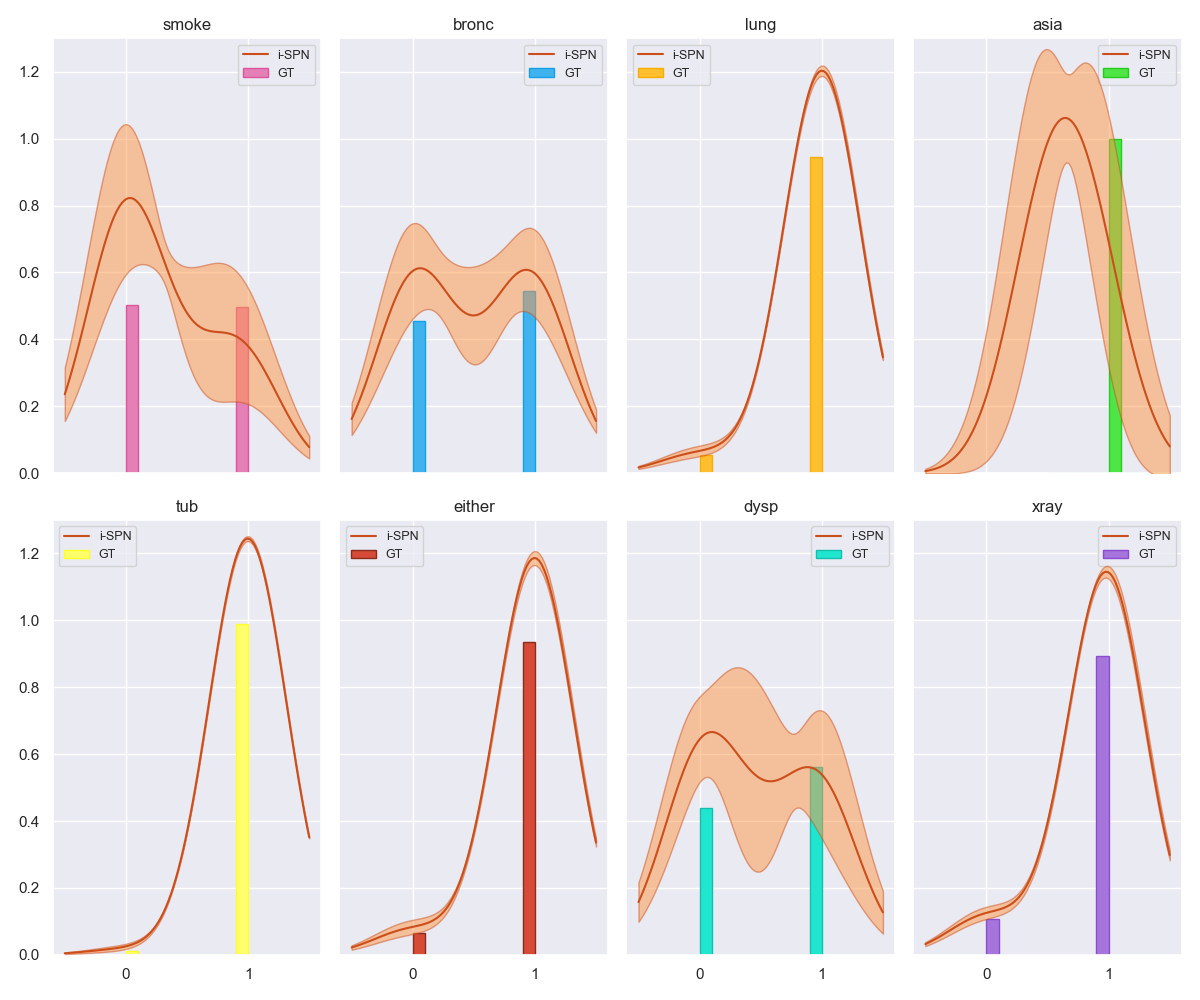 smoke
bronc
lung
asia
i-SPN
GT
i-SPN
GT
i-SPN
GT
i-SPN
GT
1.2
1.0
0.8
0.6
0.4
0.2
0.0
tub
either
dysp
xray
i-SPN
GT
i-SPN
GT
i-SPN
GT
i-SPN
GT
1.2
1.0
0.8
0.6
0.4
0.2
0.0
0 1
0 1
0 1
0 1